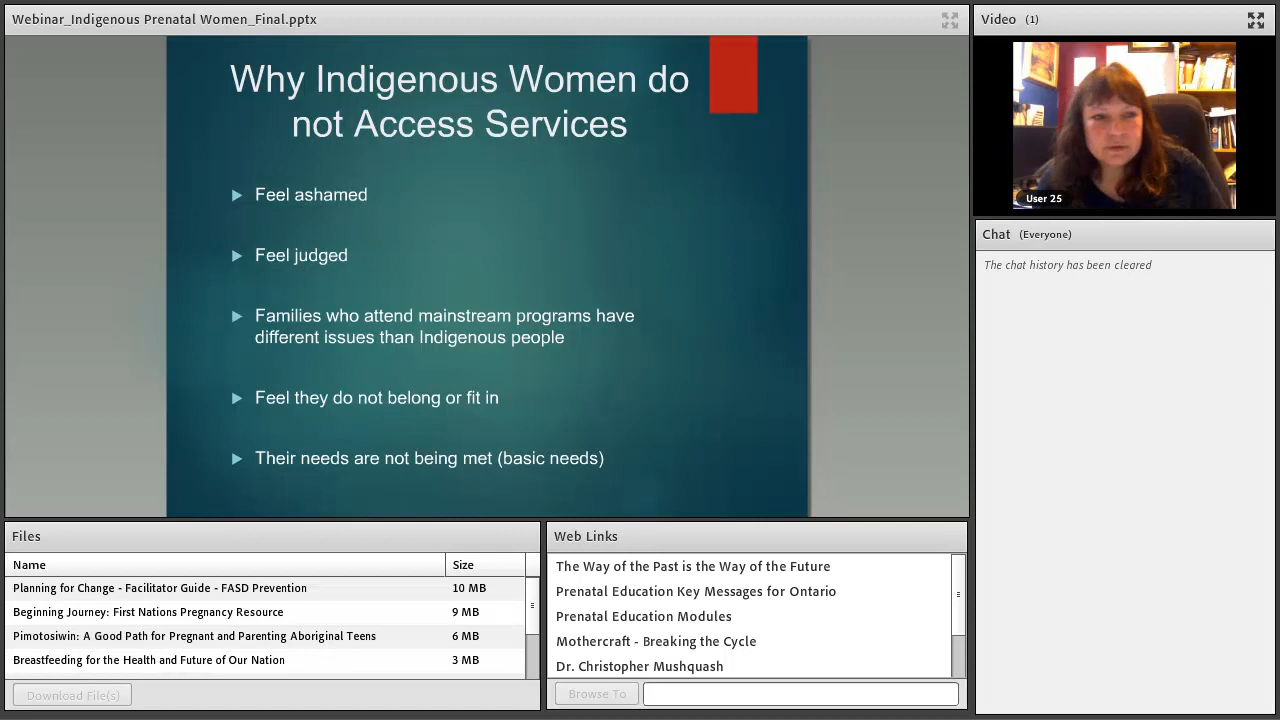 Webinar_Indigenous Prenatal Women_Final.pptx
Why Indigenous Women do
not Access Services
Feel ashamed
Feel judged
Families who attend mainstream programs have
different issues than Indigenous people
Feel they do not belong or fit in
Their needs are not being met (basic needs)
Video (1)
User 25
Chat (Everyone)
The chat history has been cleared
Files
Name Size
Planning for Change - Facilitator Guide - FASD Prevention 10 MB
Beginning Journey: First Nations Pregnancy Resource 9 MB
Pimotosiwin: A Good Path for Pregnant and Parenting Aboriginal Teens 6 MB
Breastfeeding for the Health and Future of Our Nation 3 MB
Download File(s)
Web Links
The Way of the Past is the Way of the Future
Prenatal Education Key Messages for Ontario
Prenatal Education Modules
Mothercraft - Breaking the Cycle
Dr. Christopher Mushquash
Browse To